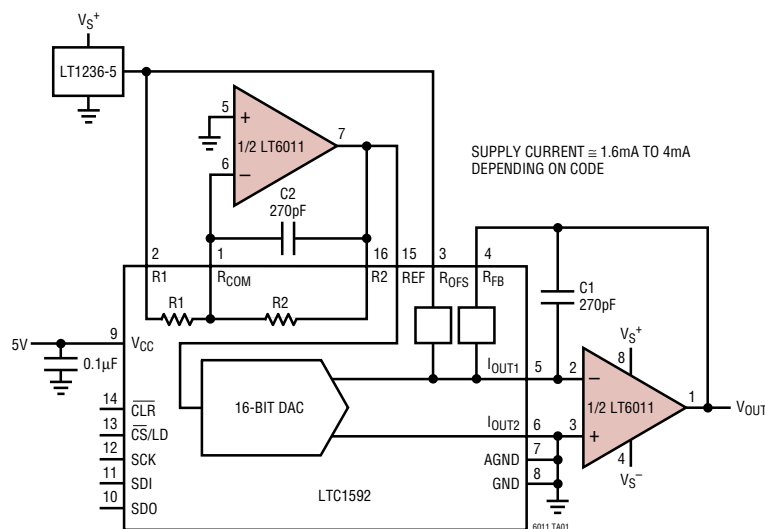 VS+
LT1236-5
5
+
1/2 LT6011
7
6
–
SUPPLY CURRENT ≅ 1.6mA TO 4mA
DEPENDING ON CODE
C2
270pF
2
1
16
15
3
4
R1
RCOM
R2
REF
ROFS
RFB
C1
270pF
R1
R2
5V
9
VCC
0.1µF
VS+
8
IOUT1
5
2
–
1
1/2 LT6011
VOUT
16-BIT DAC
14
CLR
13
CS/LD
12
SCK
11
SDI
10
SDO
IOUT2
6
3
+
7
AGND
4
VS–
8
GND
LTC1592
6011 TA01